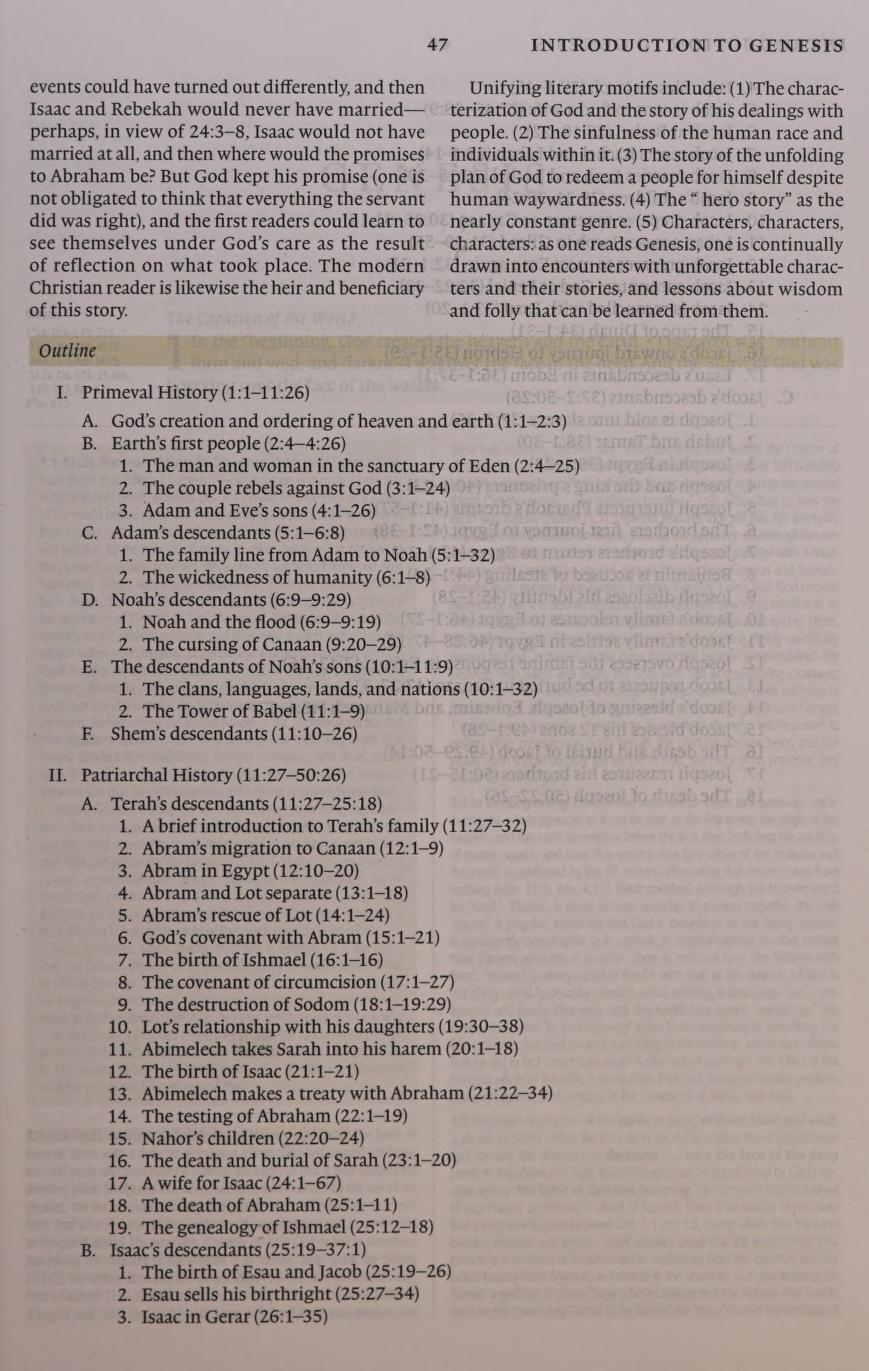 47 INTRODUCTION TO GENESIS
events could have turned out differently, and then
Isaac and Rebekah would never have married—
perhaps, in view of 24:3–8, Isaac would not have
married at all, and then where would the promises
to Abraham be? But God kept his promise (one is
not obligated to think that everything the servant
did was right), and the first readers could learn to
see themselves under God's care as the result
of reflection on what took place. The modern
Christian reader is likewise the heir and beneficiary
of this story.
Unifying literary motifs include: (1) The charac-
terization of God and the story of his dealings with
people. (2) The sinfulness of the human race and
individuals within it. (3) The story of the unfolding
plan of God to redeem a people for himself despite
human waywardness. (4) The “ hero story” as the
nearly constant genre. (5) Characters, characters,
characters: as one reads Genesis, one is continually
drawn into encounters with unforgettable charac-
ters and their stories, and lessons about wisdom
and folly that can be learned from them.
Outline
I. Primeval History (1:1–11:26)
A. God's creation and ordering of heaven and earth (1:1–2:3)
B. Earth's first people (2:4–4:26)
1. The man and woman in the sanctuary of Eden (2:4–25)
2. The couple rebels against God (3:1–24)
3. Adam and Eve's sons (4:1–26)
C. Adam's descendants (5:1–6:8)
1. The family line from Adam to Noah (5:1–32)
2. The wickedness of humanity (6:1–8)
D. Noah's descendants (6:9–9:29)
1. Noah and the flood (6:9–9:19)
2. The cursing of Canaan (9:20–29)
E. The descendants of Noah's sons (10:1–11:9)
1. The clans, languages, lands, and nations (10:1–32)
2. The Tower of Babel (11:1–9)
F. Shem's descendants (11:10–26)
II. Patriarchal History (11:27–50:26)
A. Terah's descendants (11:27–25:18)
1. A brief introduction to Terah's family (11:27–32)
2. Abram's migration to Canaan (12:1–9)
3. Abram in Egypt (12:10–20)
4. Abram and Lot separate (13:1–18)
5. Abram's rescue of Lot (14:1–24)
6. God's covenant with Abram (15:1–21)
7. The birth of Ishmael (16:1–16)
8. The covenant of circumcision (17:1–27)
9. The destruction of Sodom (18:1–19:29)
10. Lot's relationship with his daughters (19:30–38)
11. Abimelech takes Sarah into his harem (20:1–18)
12. The birth of Isaac (21:1–21)
13. Abimelech makes a treaty with Abraham (21:22–34)
14. The testing of Abraham (22:1–19)
15. Nahor's children (22:20–24)
16. The death and burial of Sarah (23:1–20)
17. A wife for Isaac (24:1–67)
18. The death of Abraham (25:1–11)
19. The genealogy of Ishmael (25:12–18)
B. Isaac's descendants (25:19–37:1)
1. The birth of Esau and Jacob (25:19–26)
2. Esau sells his birthright (25:27–34)
3. Isaac in Gerar (26:1–35)